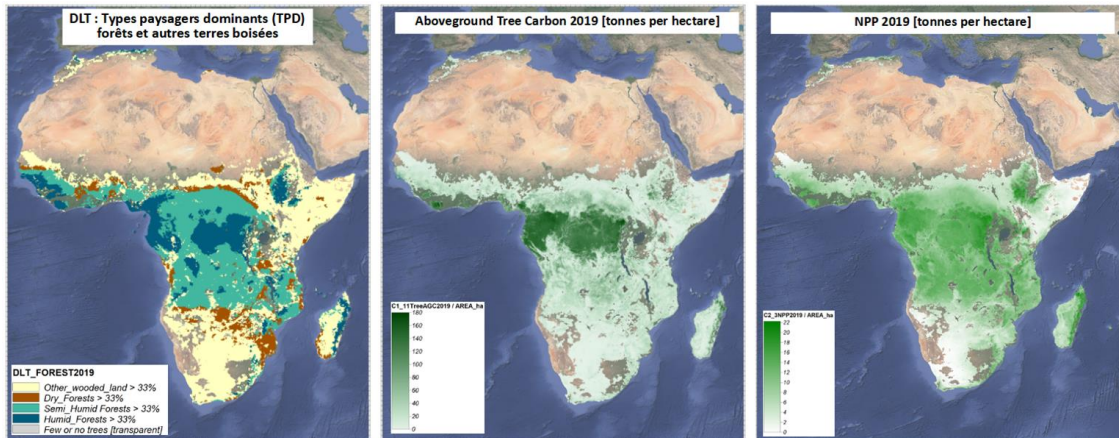 DLT : Types paysagers dominants (TPD)
forêts et autres terres boisées
DLT_FOREST2019
Other_wooded_land > 33%
Dry_Forests > 33%
Semi_Humid Forests > 33%
Humid_Forests > 33%
Few or no trees [transparent]
Aboveground Tree Carbon 2019 [tonnes per hectare]
C1_11TreeAGC2019 / AREA_ha
180
160
140
120
100
80
60
40
20
0
NPP 2019 [tonnes per hectare]
C2_3NPP2019 / AREA_ha
22
20
18
16
14
12
10
8
6
4
2
0